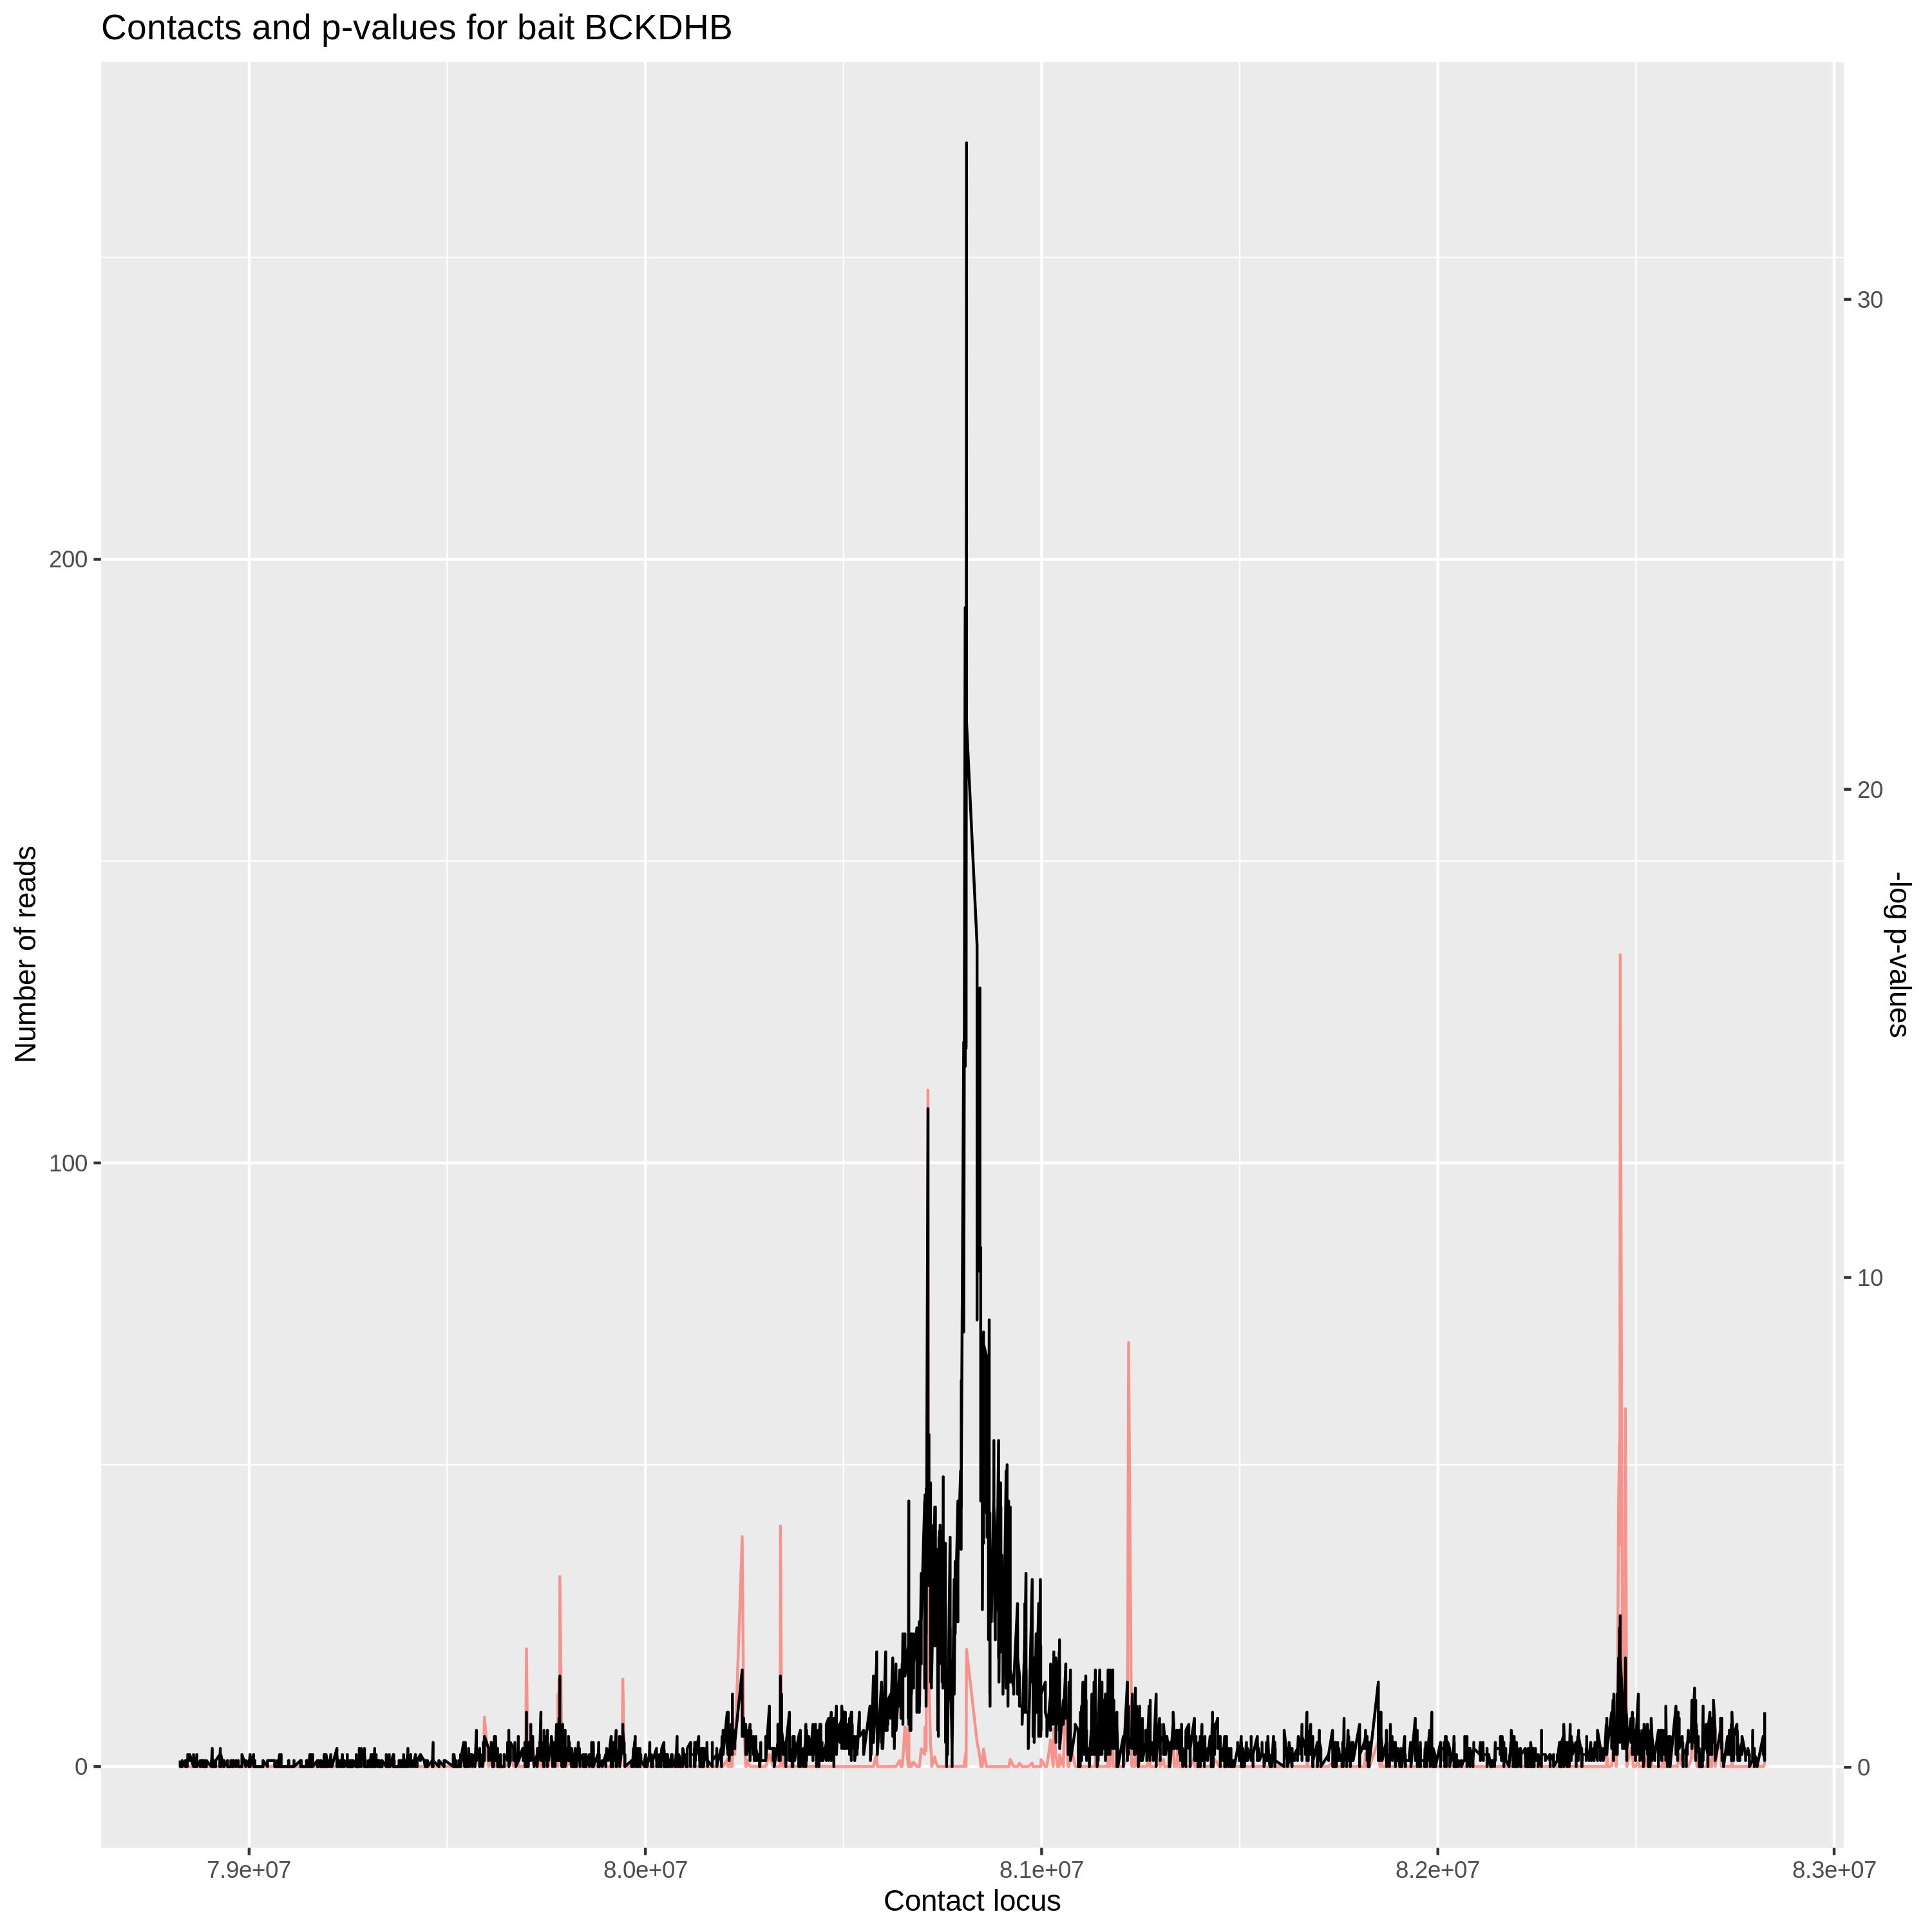 Contacts and p-values for bait BCKDHB
Number of reads
200
100
0
30
20
10
0
-log p-values
7.9e+07
8.0e+07
8.1e+07
8.2e+07
8.3e+07
Contact locus